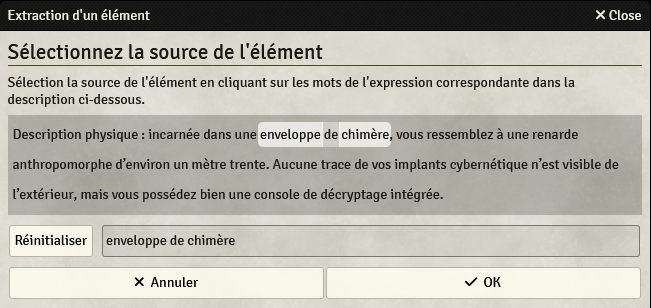 Extraction d'un élément
Close
Sélectionnez la source de l'élément
Sélection la source de l'élément en cliquant sur les mots de l'expression correspondante dans la
description ci-dessous.
Description physique : incarnée dans une enveloppe de chimère, vous ressemblez à une renarde
anthropomorphe d’environ un mètre trente. Aucune trace de vos implants cybernétique n’est visible de
l’extérieur, mais vous possédez bien une console de décryptage intégrée.
Réinitialiser
enveloppe de chimère
Annuler
OK